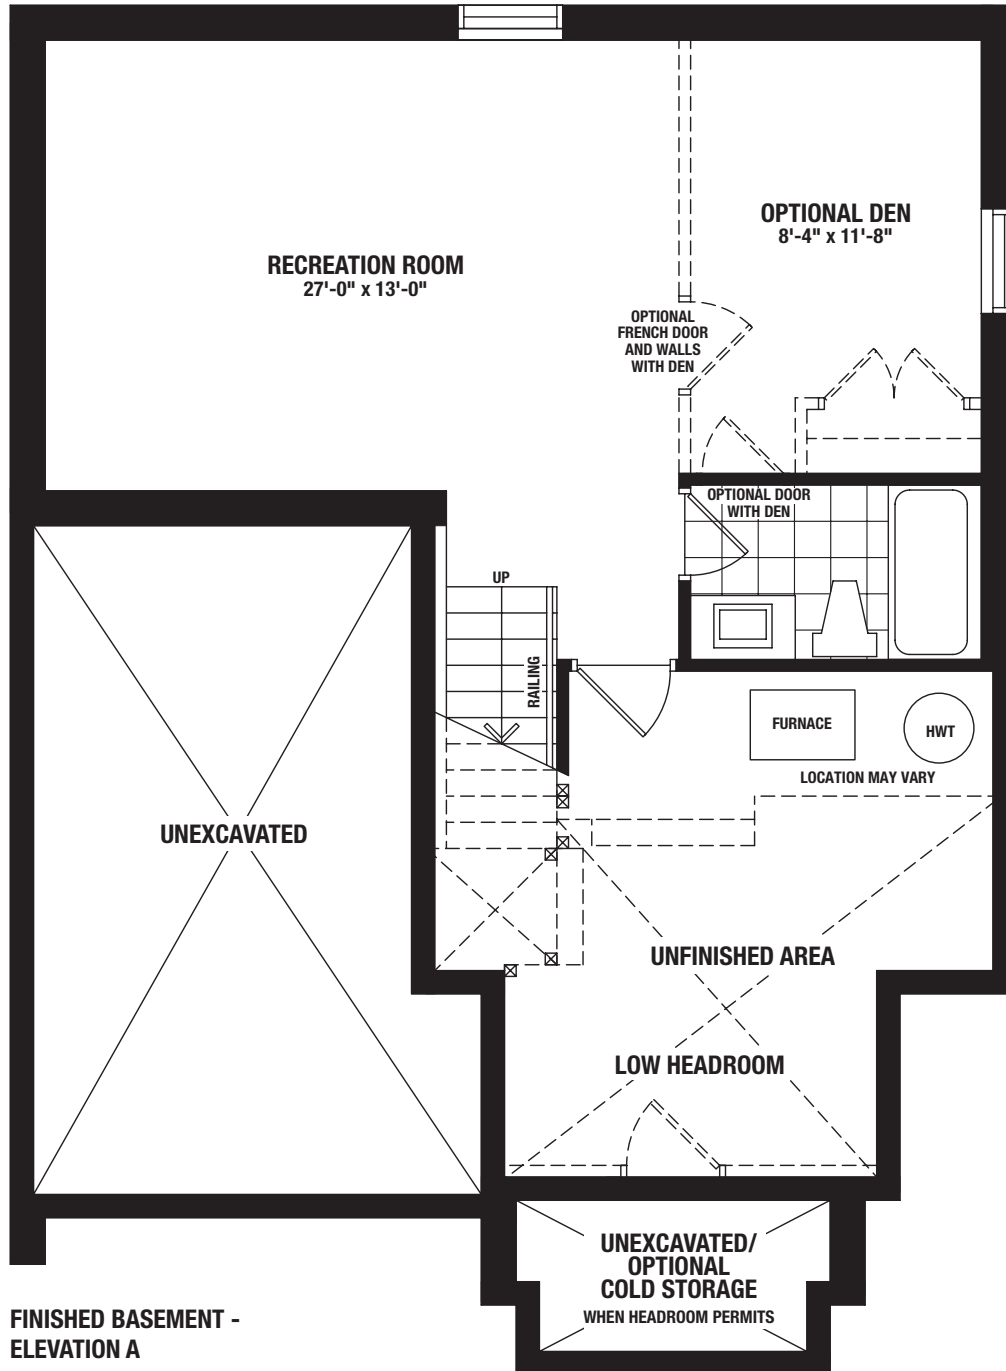 OPTIONAL DEN
8'-4" x 11'-8"
RECREATION ROOM
27'-0" x 13'-0"
OPTIONAL
FRENCH DOOR
AND WALLS
WITH DEN
OPTIONAL DOOR
WITH DEN
UP
RAILING
FURNACE
HWT
LOCATION MAY VARY
UNEXCAVATED
UNFINISHED AREA
LOW HEADROOM
UNEXCAVATED/
OPTIONAL
COLD STORAGE
WHEN HEADROOM PERMITS
FINISHED BASEMENT -
ELEVATION A